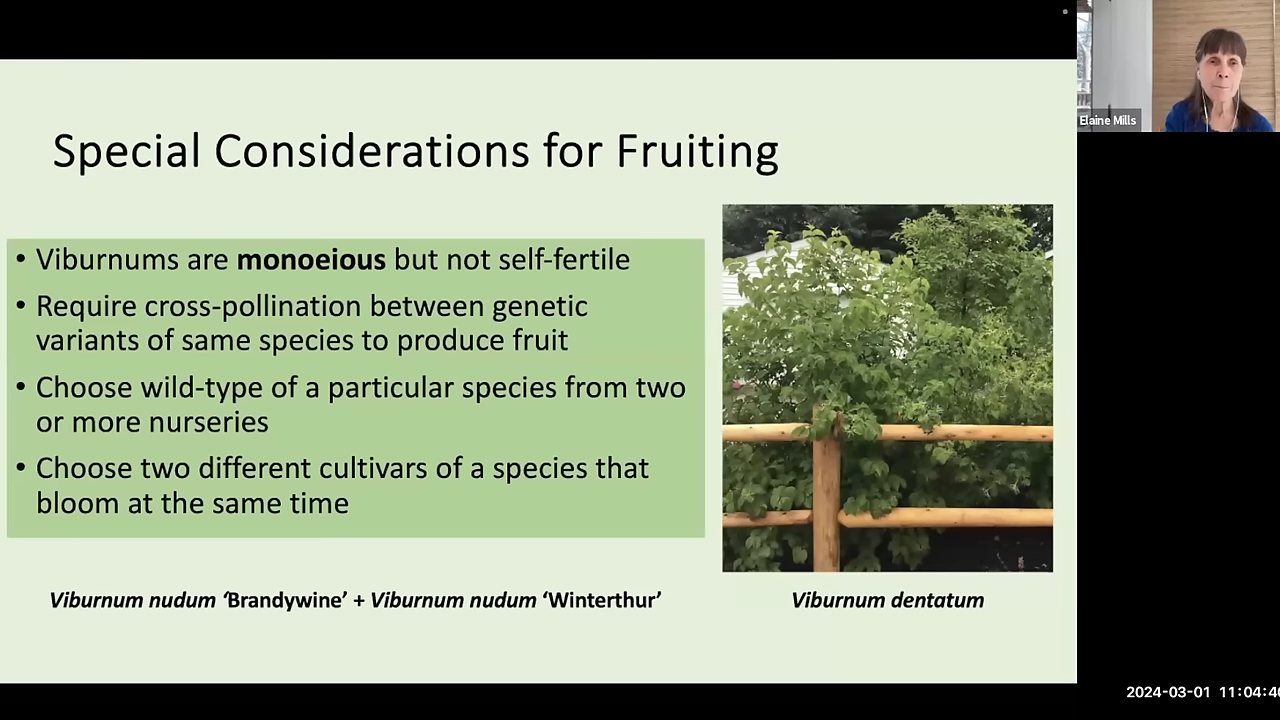 Special Considerations for Fruiting
• Viburnums are monoeious but not self-fertile
• Require cross-pollination between genetic
variants of same species to produce fruit
• Choose wild-type of a particular species from two
or more nurseries
• Choose two different cultivars of a species that
bloom at the same time
Viburnum nudum ‘Brandywine’ + Viburnum nudum ‘Winterthur’
Viburnum dentatum
Elaine Mills
2024-03-01 11:04:4